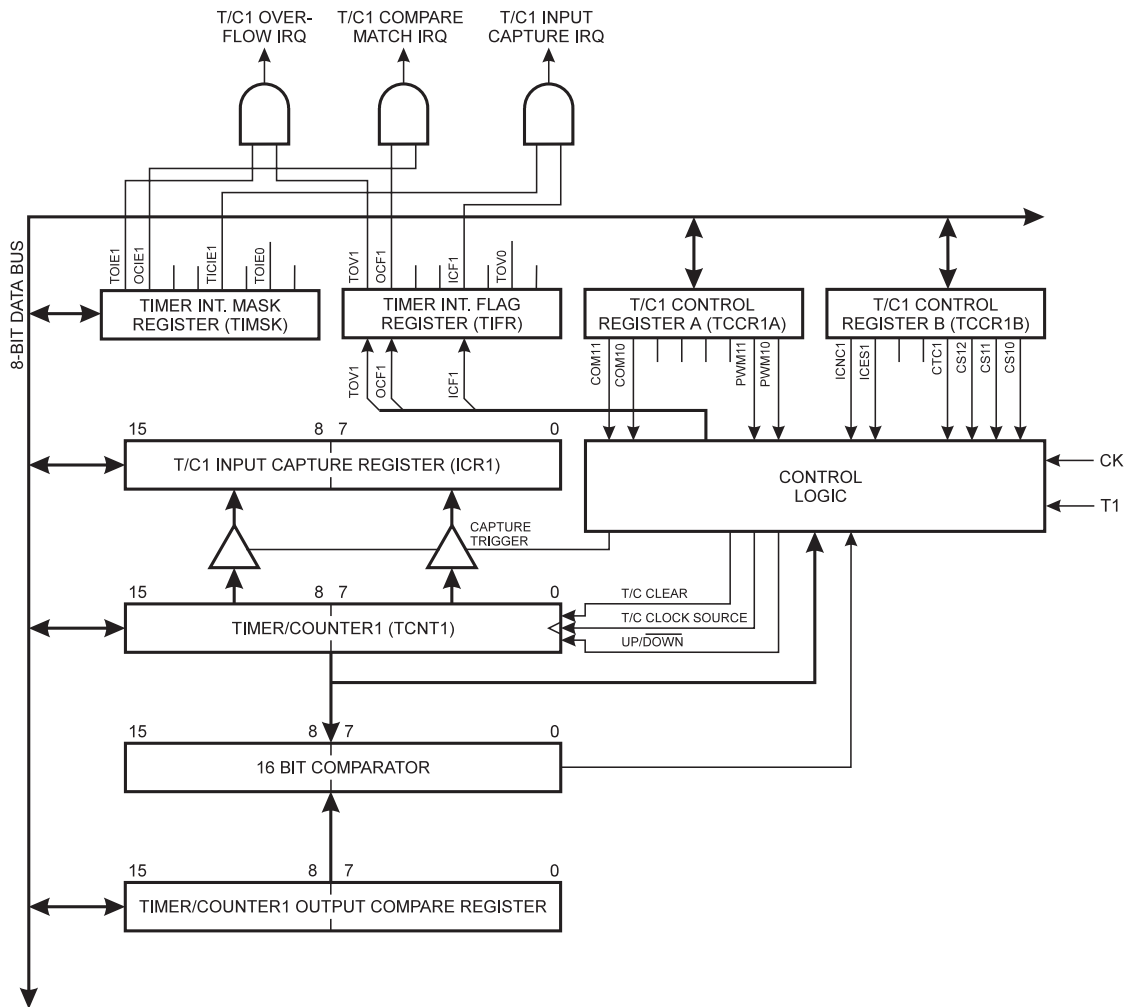 T/C1 OVER-
FLOW IRQ
T/C1 COMPARE
MATCH IRQ
T/C1 INPUT
CAPTURE IRQ
8-BIT DATA BUS
TOIE1
OCIE1
TICIE1
TOIE0
TOV1
OCF1
ICF1
TOV0
TIMER INT. MASK
REGISTER (TIMSK)
TIMER INT. FLAG
REGISTER (TIFR)
T/C1 CONTROL
REGISTER A (TCCR1A)
T/C1 CONTROL
REGISTER B (TCCR1B)
TOV1
OCF1
ICF1
COM11
COM10
PWM11
PWM10
ICNC1
ICES1
CTC1
CS12
CS11
CS10
15 8 7 0
T/C1 INPUT CAPTURE REGISTER (ICR1)
CONTROL
LOGIC
CK
T1
CAPTURE
TRIGGER
15 8 7 0
TIMER/COUNTER1 (TCNT1)
T/C CLEAR
T/C CLOCK SOURCE
UP/DOWN
15 8 7 0
16 BIT COMPARATOR
15 8 7 0
TIMER/COUNTER1 OUTPUT COMPARE REGISTER